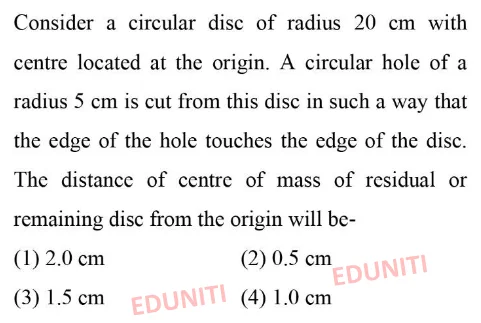 Consider a circular disc of radius 20 cm with
centre located at the origin. A circular hole of a
radius 5 cm is cut from this disc in such a way that
the edge of the hole touches the edge of the disc.
The distance of centre of mass of residual or
remaining disc from the origin will be-
(1) 2.0 cm (2) 0.5 cm
EDUNITI
(3) 1.5 cm (4) 1.0 cm
EDUNITI